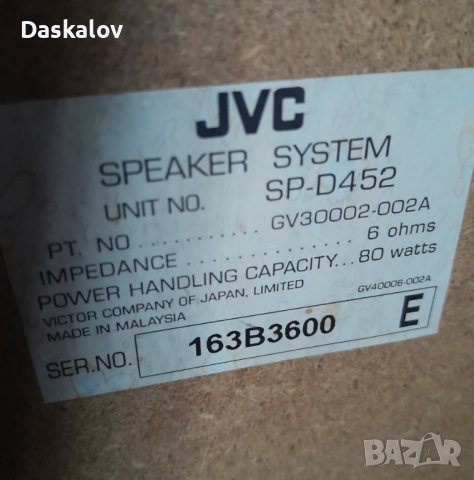 Daskalov
JVC
SPEAKER SYSTEM
UNIT NO. SP-D452
PT. NO ........... GV30002-002A
IMPEDANCE ............... 6 ohms
POWER HANDLING CAPACITY... 80 watts
VICTOR COMPANY OF JAPAN, LIMITED
GV40006-002A
MADE IN MALAYSIA
SER.NO. 163B3600 E
BAZAR